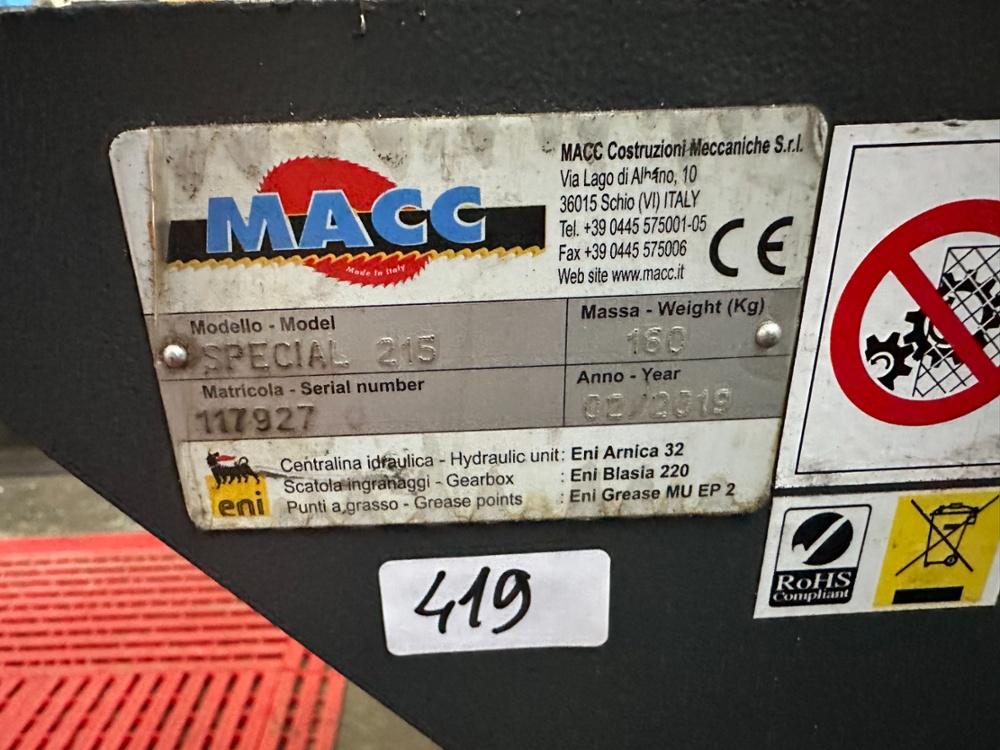 MACC
Made in Italy
MACC Costruzioni Meccaniche S.r.l.
Via Lago di Albano, 10
36015 Schio (VI) ITALY
Tel. +39 0445 575001-05
Fax +39 0445 575006
Web site www.macc.it
CE
Modello - Model
SPECIAL 215
Massa - Weight (Kg)
160
Matricola - Serial number
117927
Anno - Year
02/2019
eni
Centralina idraulica - Hydraulic unit: Eni Arnica 32
Scatola ingranaggi - Gearbox : Eni Blasia 220
Punti a grasso - Grease points : Eni Grease MU EP 2
419
RoHS
Compliant